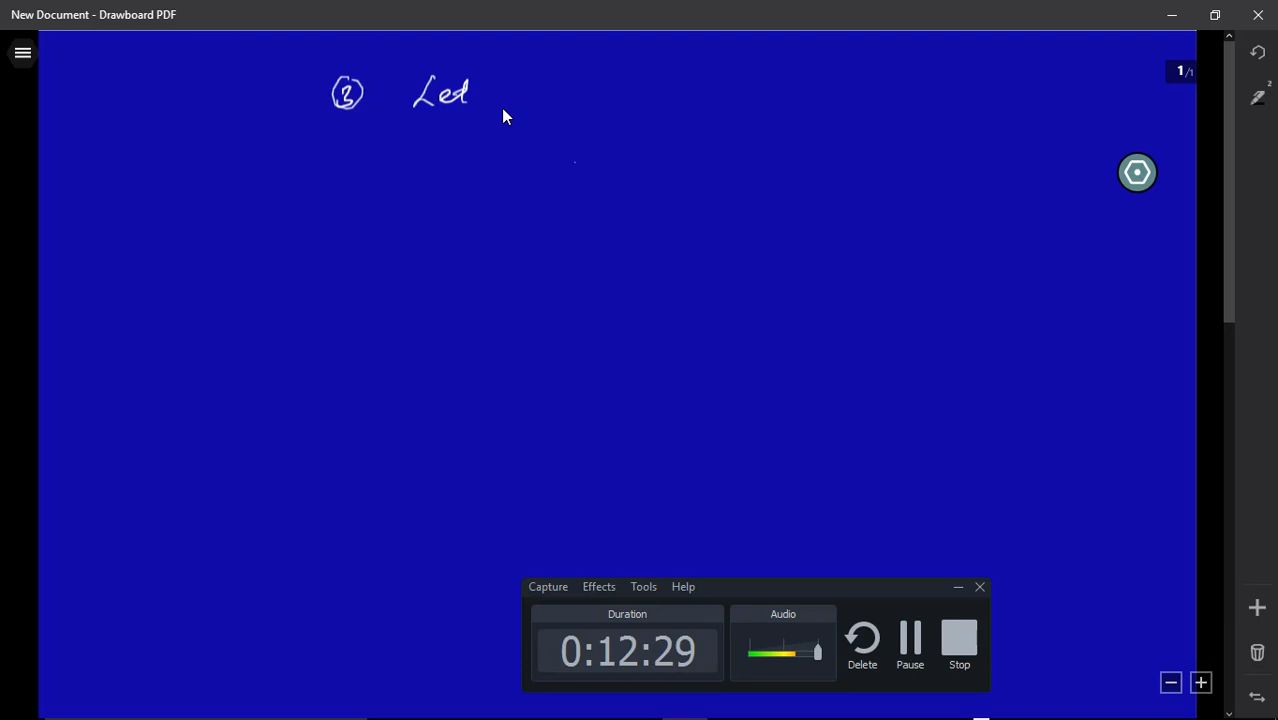 New Document - Drawboard PDF
1/1
③ Let
2
Capture Effects Tools Help
Duration Audio
0:12:29
Delete Pause Stop